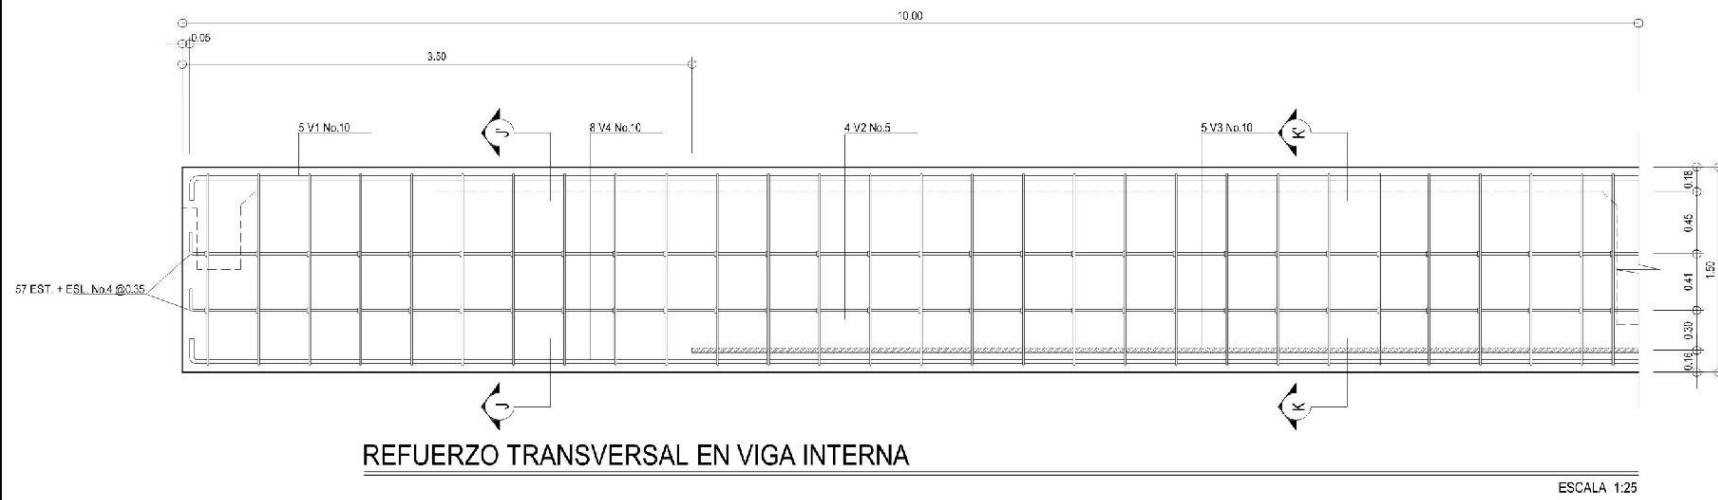 10.00
0.05
3.50
5 V1 No.10
J'
8 V4 No.10
4 V2 No.5
5 V3 No.10
K'
0.18
0.45
0.41
1.50
0.30
0.16
57 EST. + ESL. No.4 @0.35
J
K
REFUERZO TRANSVERSAL EN VIGA INTERNA
ESCALA 1:25